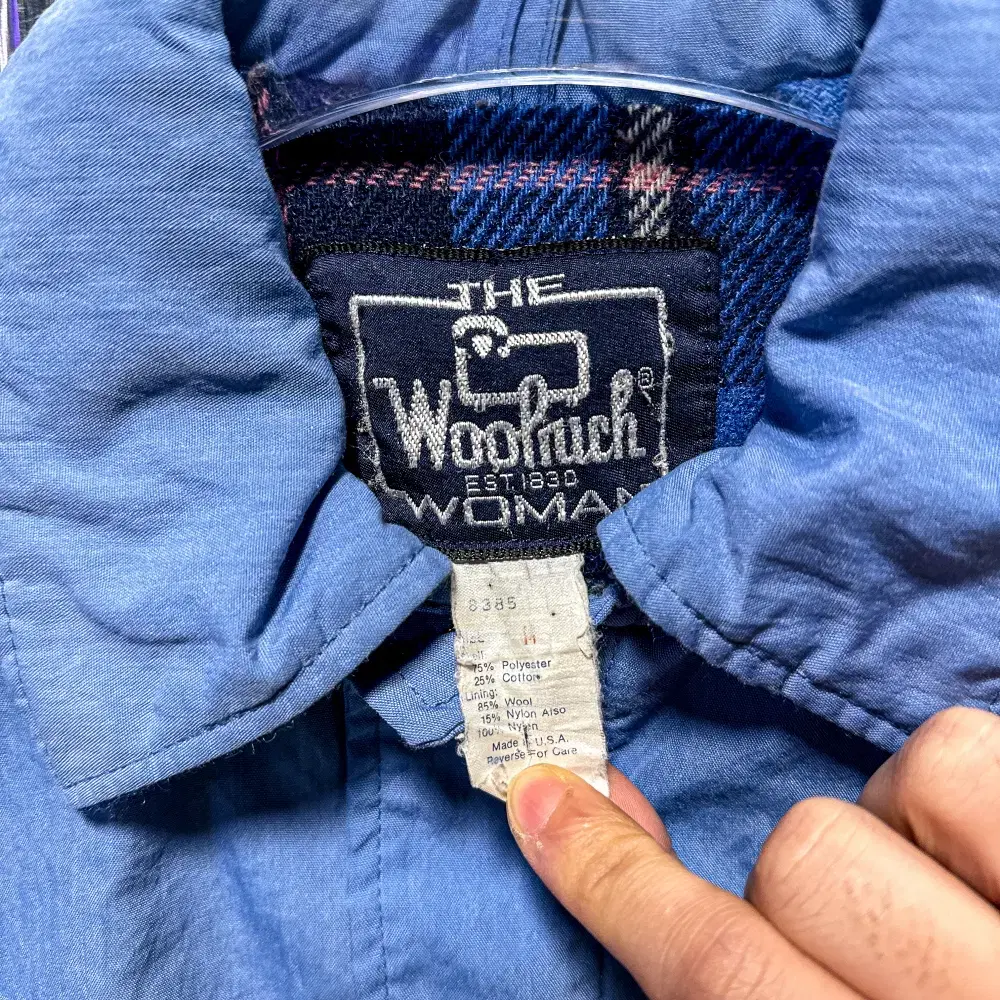 THE
Woolrich®
EST. 1830
WOMAN
8385
M
75% Polyester
25% Cotton
Lining:
85% Wool
15% Nylon Also
100% Nylon
Made in U.S.A.
Reverse For Care